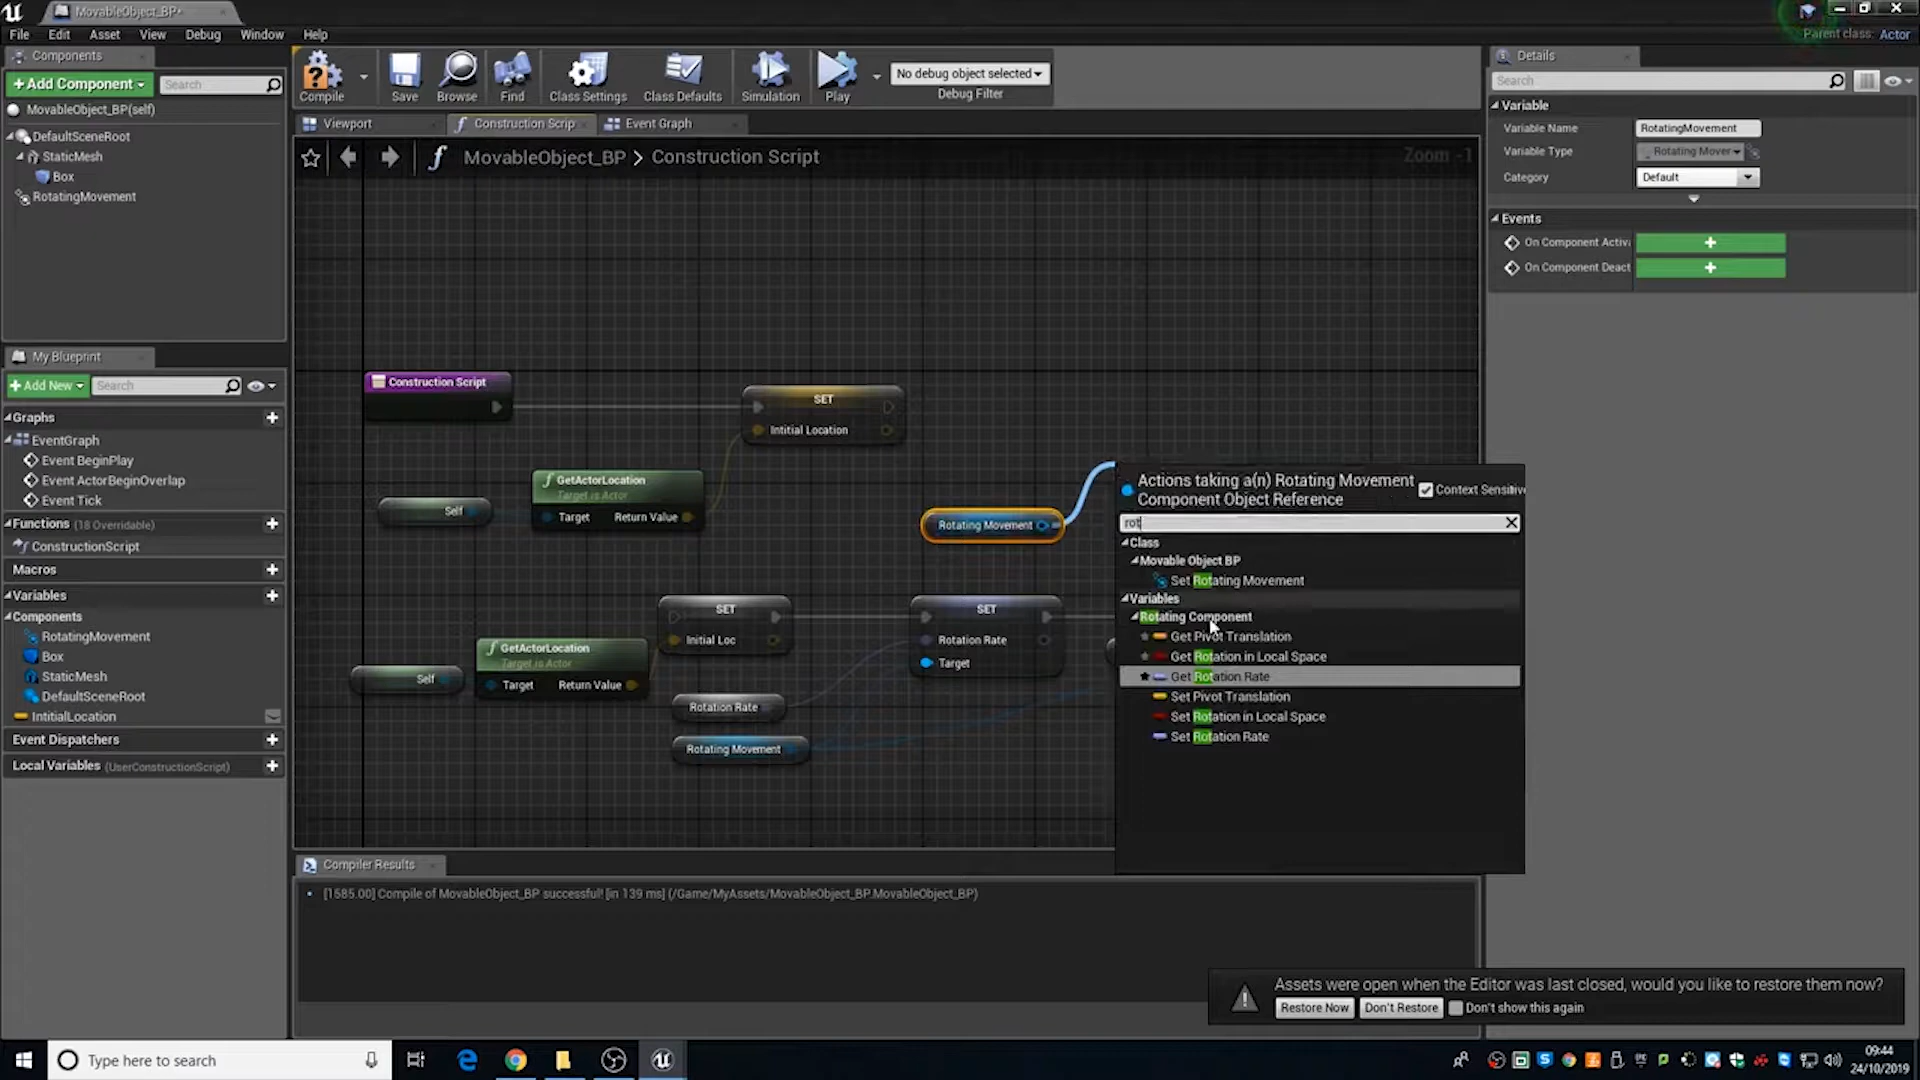 MovableObject_BP*
File Edit Asset View Debug Window Help
Parent class: Actor
Components
+ Add Component
Search
MovableObject_BP(self)
DefaultSceneRoot
StaticMesh
Box
RotatingMovement
Compile
Save
Browse
Find
Class Settings
Class Defaults
Simulation
Play
No debug object selected
Debug Filter
Viewport
Construction Scrip
Event Graph
MovableObject_BP > Construction Script
Zoom -1
Details
Search
Variable
Variable Name RotatingMovement
Variable Type Rotating Mover
Category Default
Events
On Component Activ +
On Component Deact +
My Blueprint
+ Add New
Search
Graphs +
EventGraph
Event BeginPlay
Event ActorBeginOverlap
Event Tick
Functions (18 Overridable) +
ConstructionScript
Macros +
Variables +
Components
RotatingMovement
Box
StaticMesh
DefaultSceneRoot
IntitialLocation
Event Dispatchers +
Local Variables (UserConstructionScript) +
Construction Script
SET
Intitial Location
GetActorLocation
Target is Actor
Self
Target Return Value
Rotating Movement
SET
Initial Loc
SET
Rotation Rate
Target
GetActorLocation
Target is Actor
Self
Target Return Value
Rotation Rate
Rotating Movement
Actions taking a(n) Rotating Movement
Component Object Reference
Context Sensitive
rot
Class
Movable Object BP
Set Rotating Movement
Variables
Rotating Component
Get Pivot Translation
Get Rotation in Local Space
Get Rotation Rate
Set Pivot Translation
Set Rotation in Local Space
Set Rotation Rate
Compiler Results
[1685.00] Compile of MovableObject_BP successful! [in 139 ms] (/Game/MyAssets/MovableObject_BP.MovableObject_BP)
Assets were open when the Editor was last closed, would you like to restore them now?
Restore Now
Don't Restore
Don't show this again
Type here to search
09:44
24/10/2019